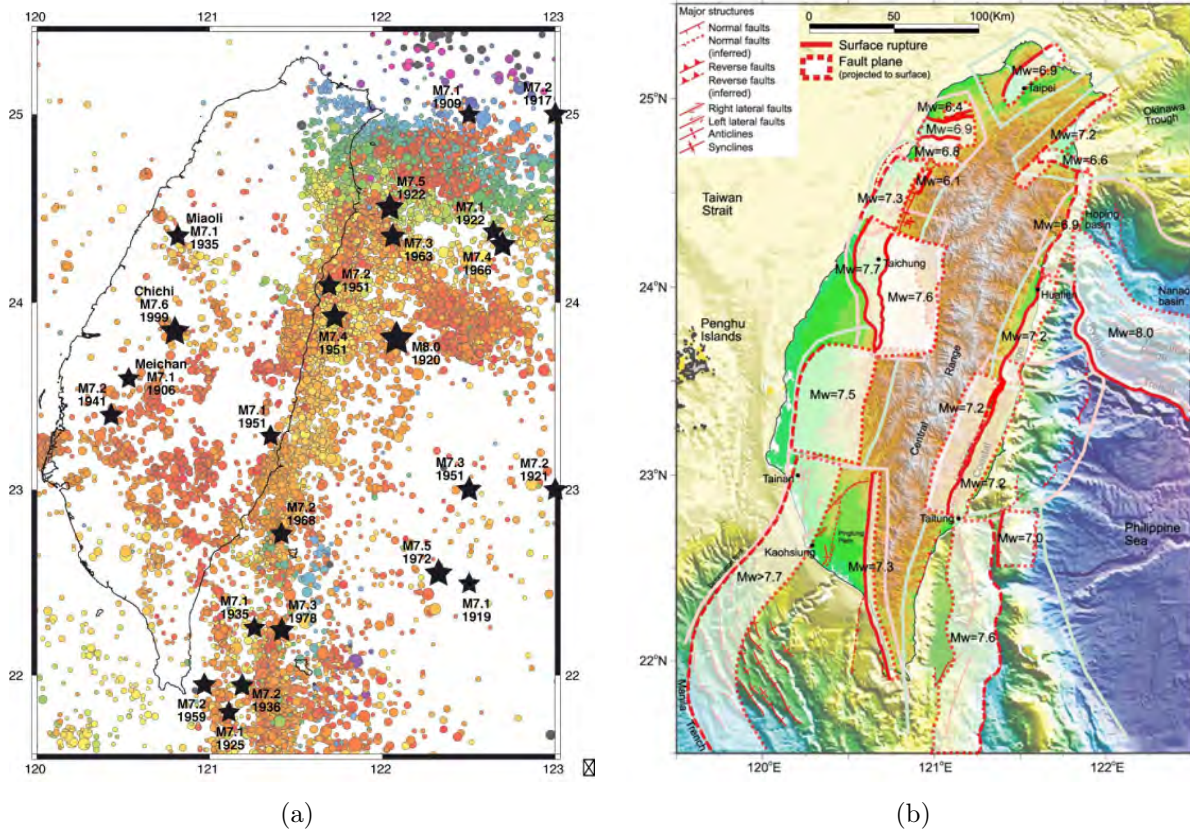 120
121
122
123
25
24
23
22
120
121
122
123
M7.1
1909
M7.2
1917
M7.5
1922
M7.1
1922
M7.3
1963
M7.4
1966
Miaoli
M7.1
1935
M7.2
1951
Chichi
M7.6
1999
M7.4
1951
M8.0
1920
Meichan
M7.1
1906
M7.2
1941
M7.1
1951
M7.3
1951
M7.2
1921
M7.2
1968
M7.5
1972
M7.1
1919
M7.1
1935
M7.3
1978
M7.2
1959
M7.2
1936
M7.1
1925
(a)
Major structures
Normal faults
Normal faults
(inferred)
Reverse faults
Reverse faults
(inferred)
Right lateral faults
Left lateral faults
Anticlines
Synclines
0 50 100(Km)
Surface rupture
Fault plane
(projected to surface)
25°N
24°N
23°N
22°N
120°E
121°E
122°E
Mw=6.9
Taipei
Okinawa
Trough
Mw=6.4
Mw=6.9
Mw=7.2
Mw=6.8
Mw=6.6
Mw=6.1
Taiwan
Strait
Mw=7.3
Hoping
basin
Mw=6.9
Mw=7.7
Taichung
Mw=7.6
Hualien
Nanao
basin
Penghu
Islands
Mw=7.2
Mw=8.0
Range
Mw=7.5
Mw=7.2
Central
Tainan
Mw=7.2
Taitung
Philippine
Sea
Kaohsiung
Pingtung
Plain
Mw=7.0
Mw>7.7
Mw=7.3
Mw=7.6
Manila
Trench
(b)